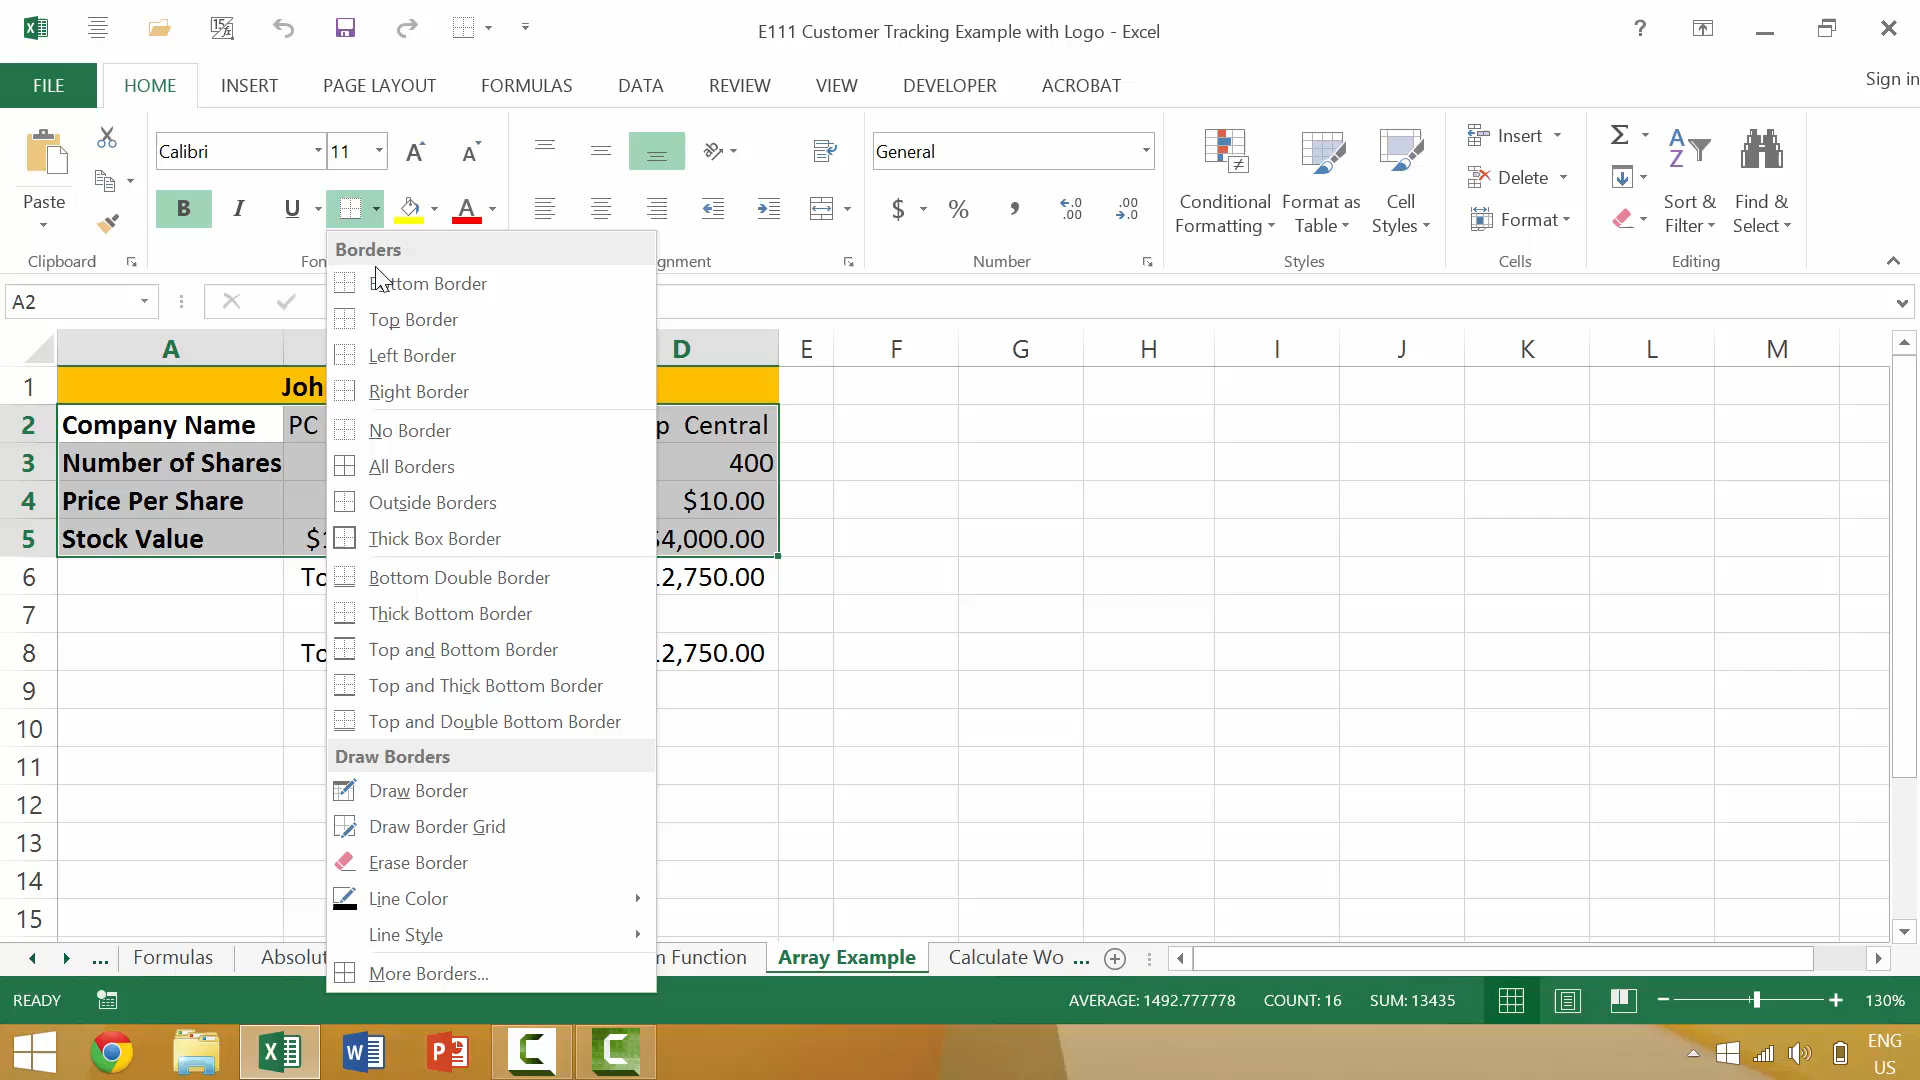 E111 Customer Tracking Example with Logo - Excel
FILE
HOME
INSERT
PAGE LAYOUT
FORMULAS
DATA
REVIEW
VIEW
DEVELOPER
ACROBAT
Sign in
Paste
Clipboard
Calibri
11
B
I
U
A
Fon
gnment
General
$
%
Number
Conditional
Formatting
Format as
Table
Cell
Styles
Styles
Insert
Delete
Format
Cells
Sort &
Filter
Find &
Select
Editing
A2
Borders
Bottom Border
Top Border
Left Border
Right Border
No Border
All Borders
Outside Borders
Thick Box Border
Bottom Double Border
Thick Bottom Border
Top and Bottom Border
Top and Thick Bottom Border
Top and Double Bottom Border
Draw Borders
Draw Border
Draw Border Grid
Erase Border
Line Color
Line Style
More Borders...
A D E F G H I J K L M
1 Joh
2 Company Name PC p Central
3 Number of Shares 400
4 Price Per Share $10.00
5 Stock Value $ 4,000.00
6 To 2,750.00
7
8 To 2,750.00
9
10
11
12
13
14
15
... Formulas Absolut n Function Array Example Calculate Wo ...
READY
AVERAGE: 1492.777778 COUNT: 16 SUM: 13435
130%
ENG
US